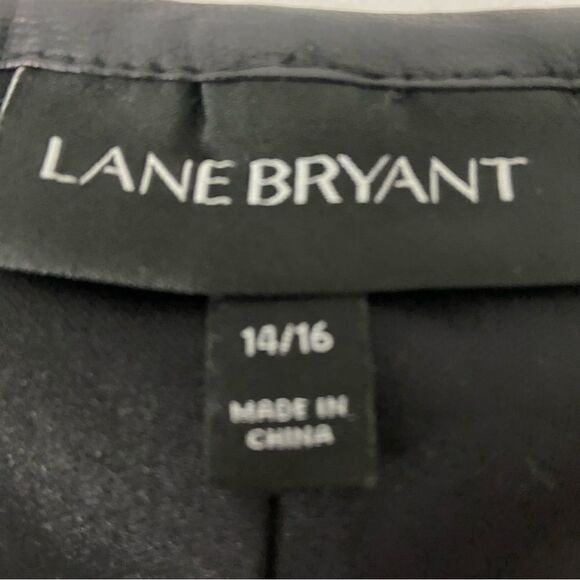 LANE BRYANT
14/16
MADE IN
CHINA